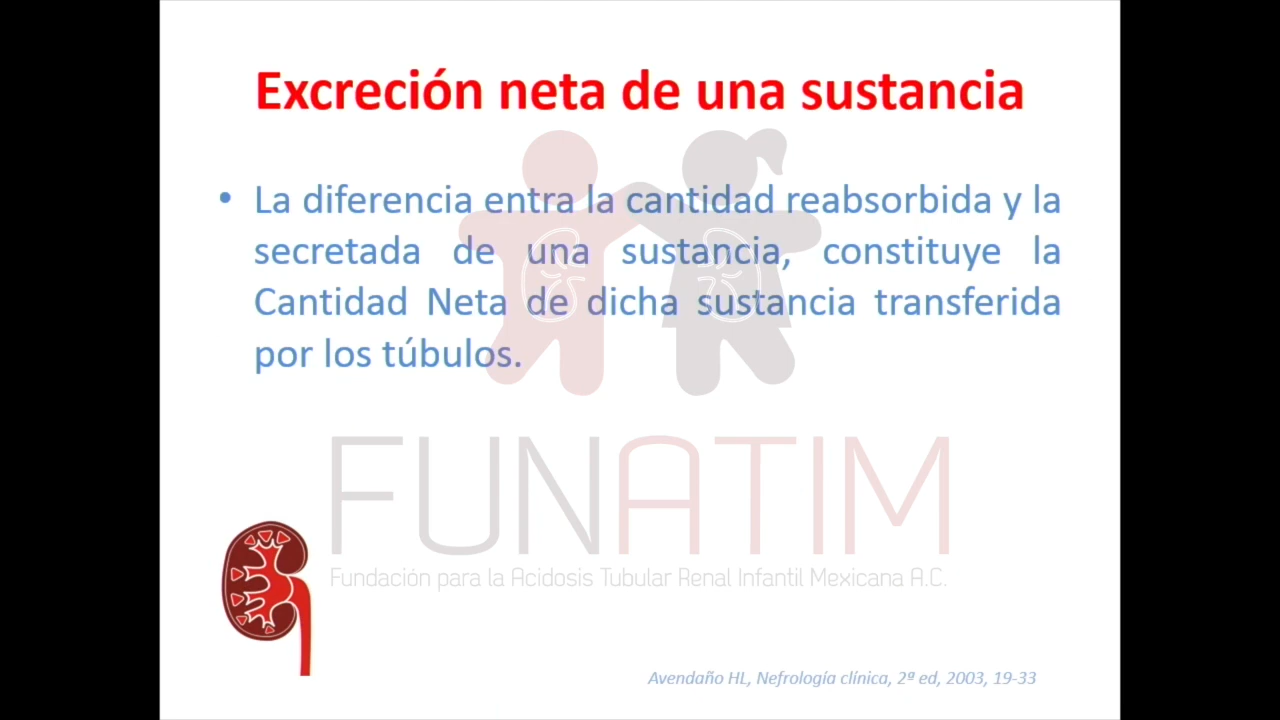 Excreción neta de una sustancia
• La diferencia entra la cantidad reabsorbida y la
secretada de una sustancia, constituye la
Cantidad Neta de dicha sustancia transferida
por los túbulos.
FUNATIM
Fundación para la Acidosis Tubular Renal Infantil Mexicana A.C.
Avendaño HL, Nefrología clínica, 2ª ed, 2003, 19-33